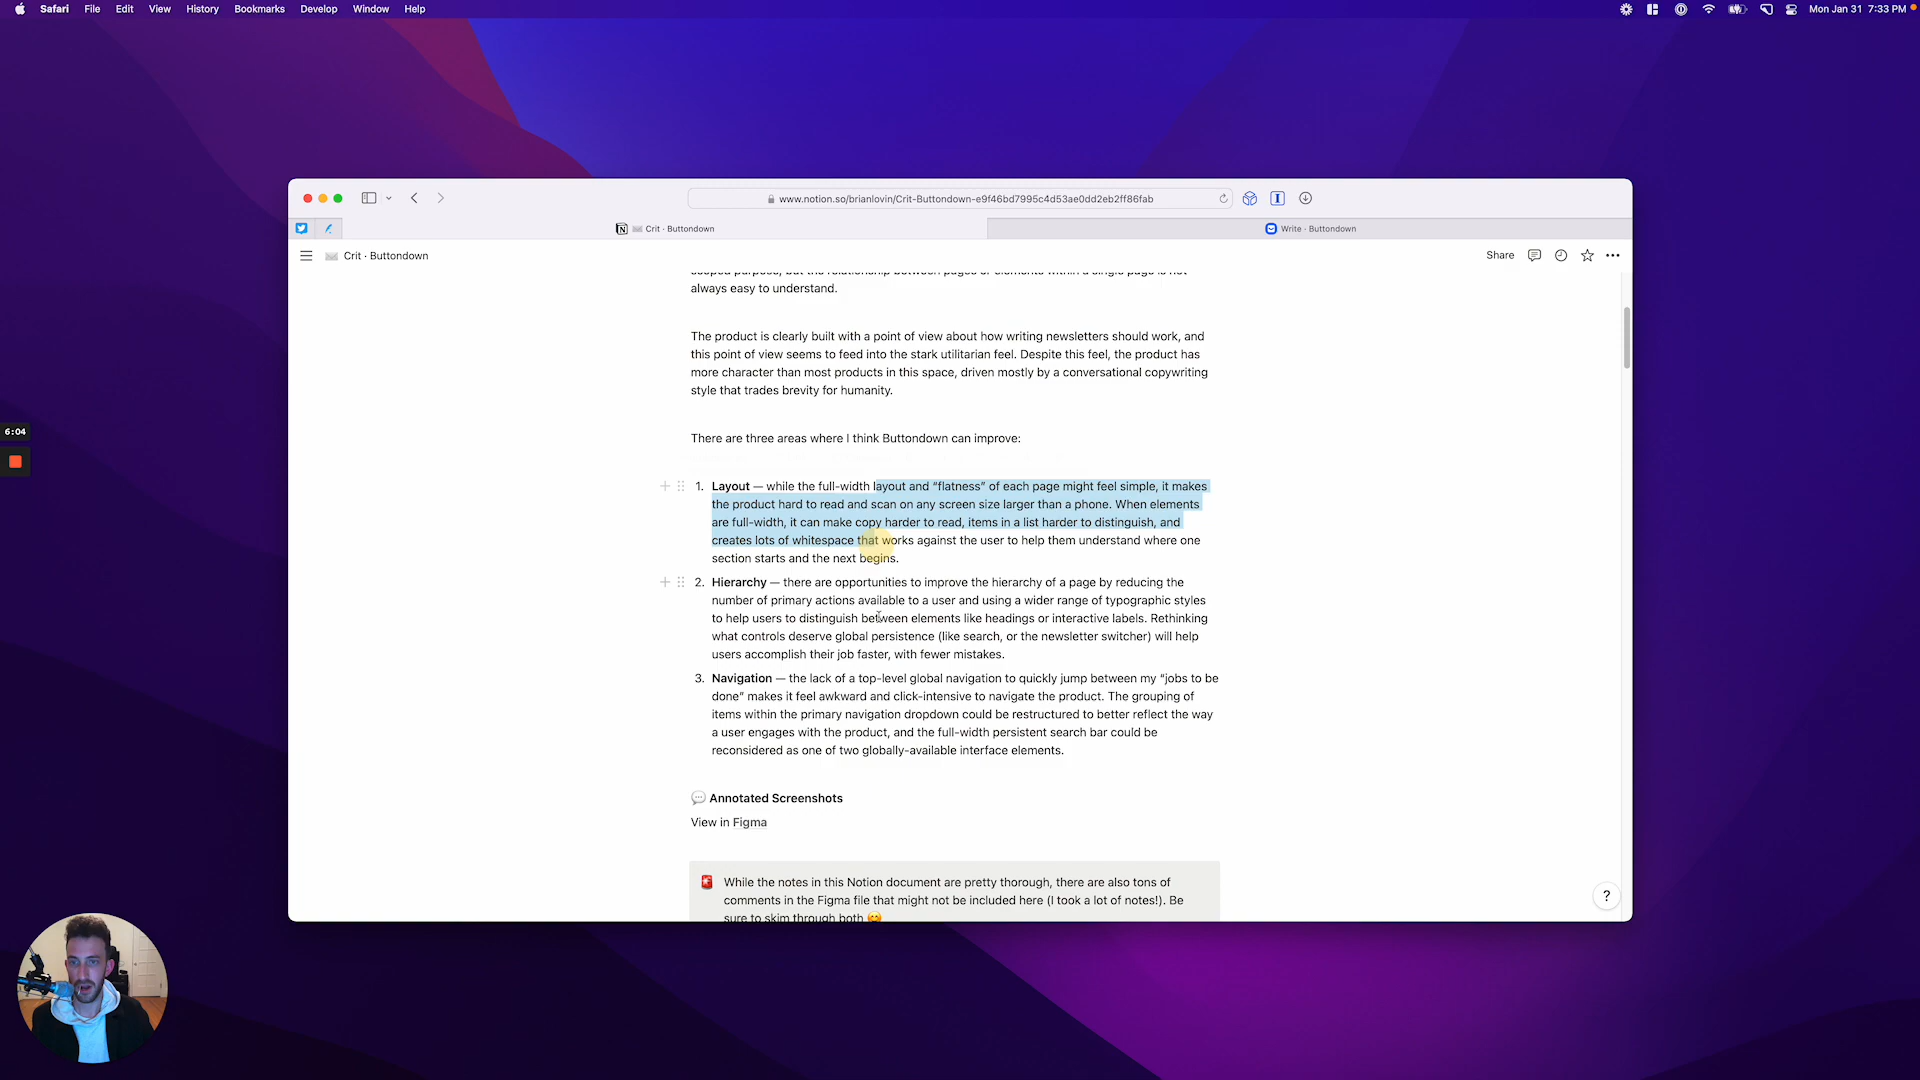 Safari File Edit View History Bookmarks Develop Window Help
Mon Jan 31 7:33 PM
www.notion.so/brianlovin/Crit-Buttondown-e9f46bd7995c4d53ae0dd2eb2ff86fab
Crit · Buttondown
Write · Buttondown
Crit · Buttondown
Share
scoped purpose, but the relationship between pages or elements within a single page is not
always easy to understand.
The product is clearly built with a point of view about how writing newsletters should work, and
this point of view seems to feed into the stark utilitarian feel. Despite this feel, the product has
more character than most products in this space, driven mostly by a conversational copywriting
style that trades brevity for humanity.
6:04
There are three areas where I think Buttondown can improve:
1. Layout — while the full-width layout and “flatness” of each page might feel simple, it makes
the product hard to read and scan on any screen size larger than a phone. When elements
are full-width, it can make copy harder to read, items in a list harder to distinguish, and
creates lots of whitespace that works against the user to help them understand where one
section starts and the next begins.
2. Hierarchy — there are opportunities to improve the hierarchy of a page by reducing the
number of primary actions available to a user and using a wider range of typographic styles
to help users to distinguish between elements like headings or interactive labels. Rethinking
what controls deserve global persistence (like search, or the newsletter switcher) will help
users accomplish their job faster, with fewer mistakes.
3. Navigation — the lack of a top-level global navigation to quickly jump between my “jobs to be
done” makes it feel awkward and click-intensive to navigate the product. The grouping of
items within the primary navigation dropdown could be restructured to better reflect the way
a user engages with the product, and the full-width persistent search bar could be
reconsidered as one of two globally-available interface elements.
💬 Annotated Screenshots
View in Figma
While the notes in this Notion document are pretty thorough, there are also tons of
comments in the Figma file that might not be included here (I took a lot of notes!). Be
sure to skim through both 😊
?